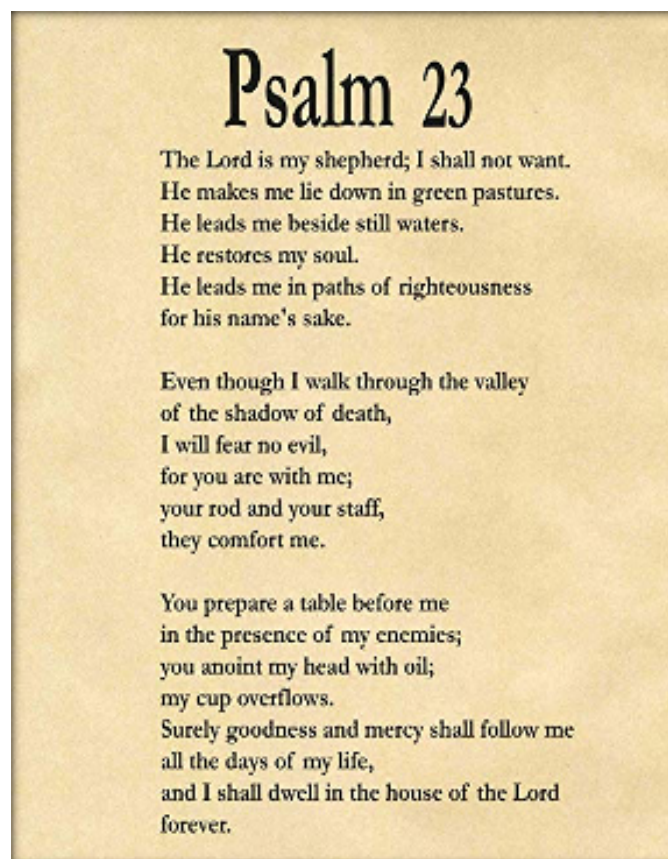 Psalm 23
The Lord is my shepherd; I shall not want.
He makes me lie down in green pastures.
He leads me beside still waters.
He restores my soul.
He leads me in paths of righteousness
for his name's sake.
Even though I walk through the valley
of the shadow of death,
I will fear no evil,
for you are with me;
your rod and your staff,
they comfort me.
You prepare a table before me
in the presence of my enemies;
you anoint my head with oil;
my cup overflows.
Surely goodness and mercy shall follow me
all the days of my life,
and I shall dwell in the house of the Lord
forever.